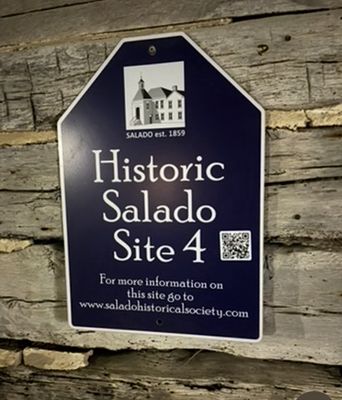 SALADO est. 1859
Historic
Salado
Site 4
For more information on
this site go to
www.saladohistoricalsociety.com